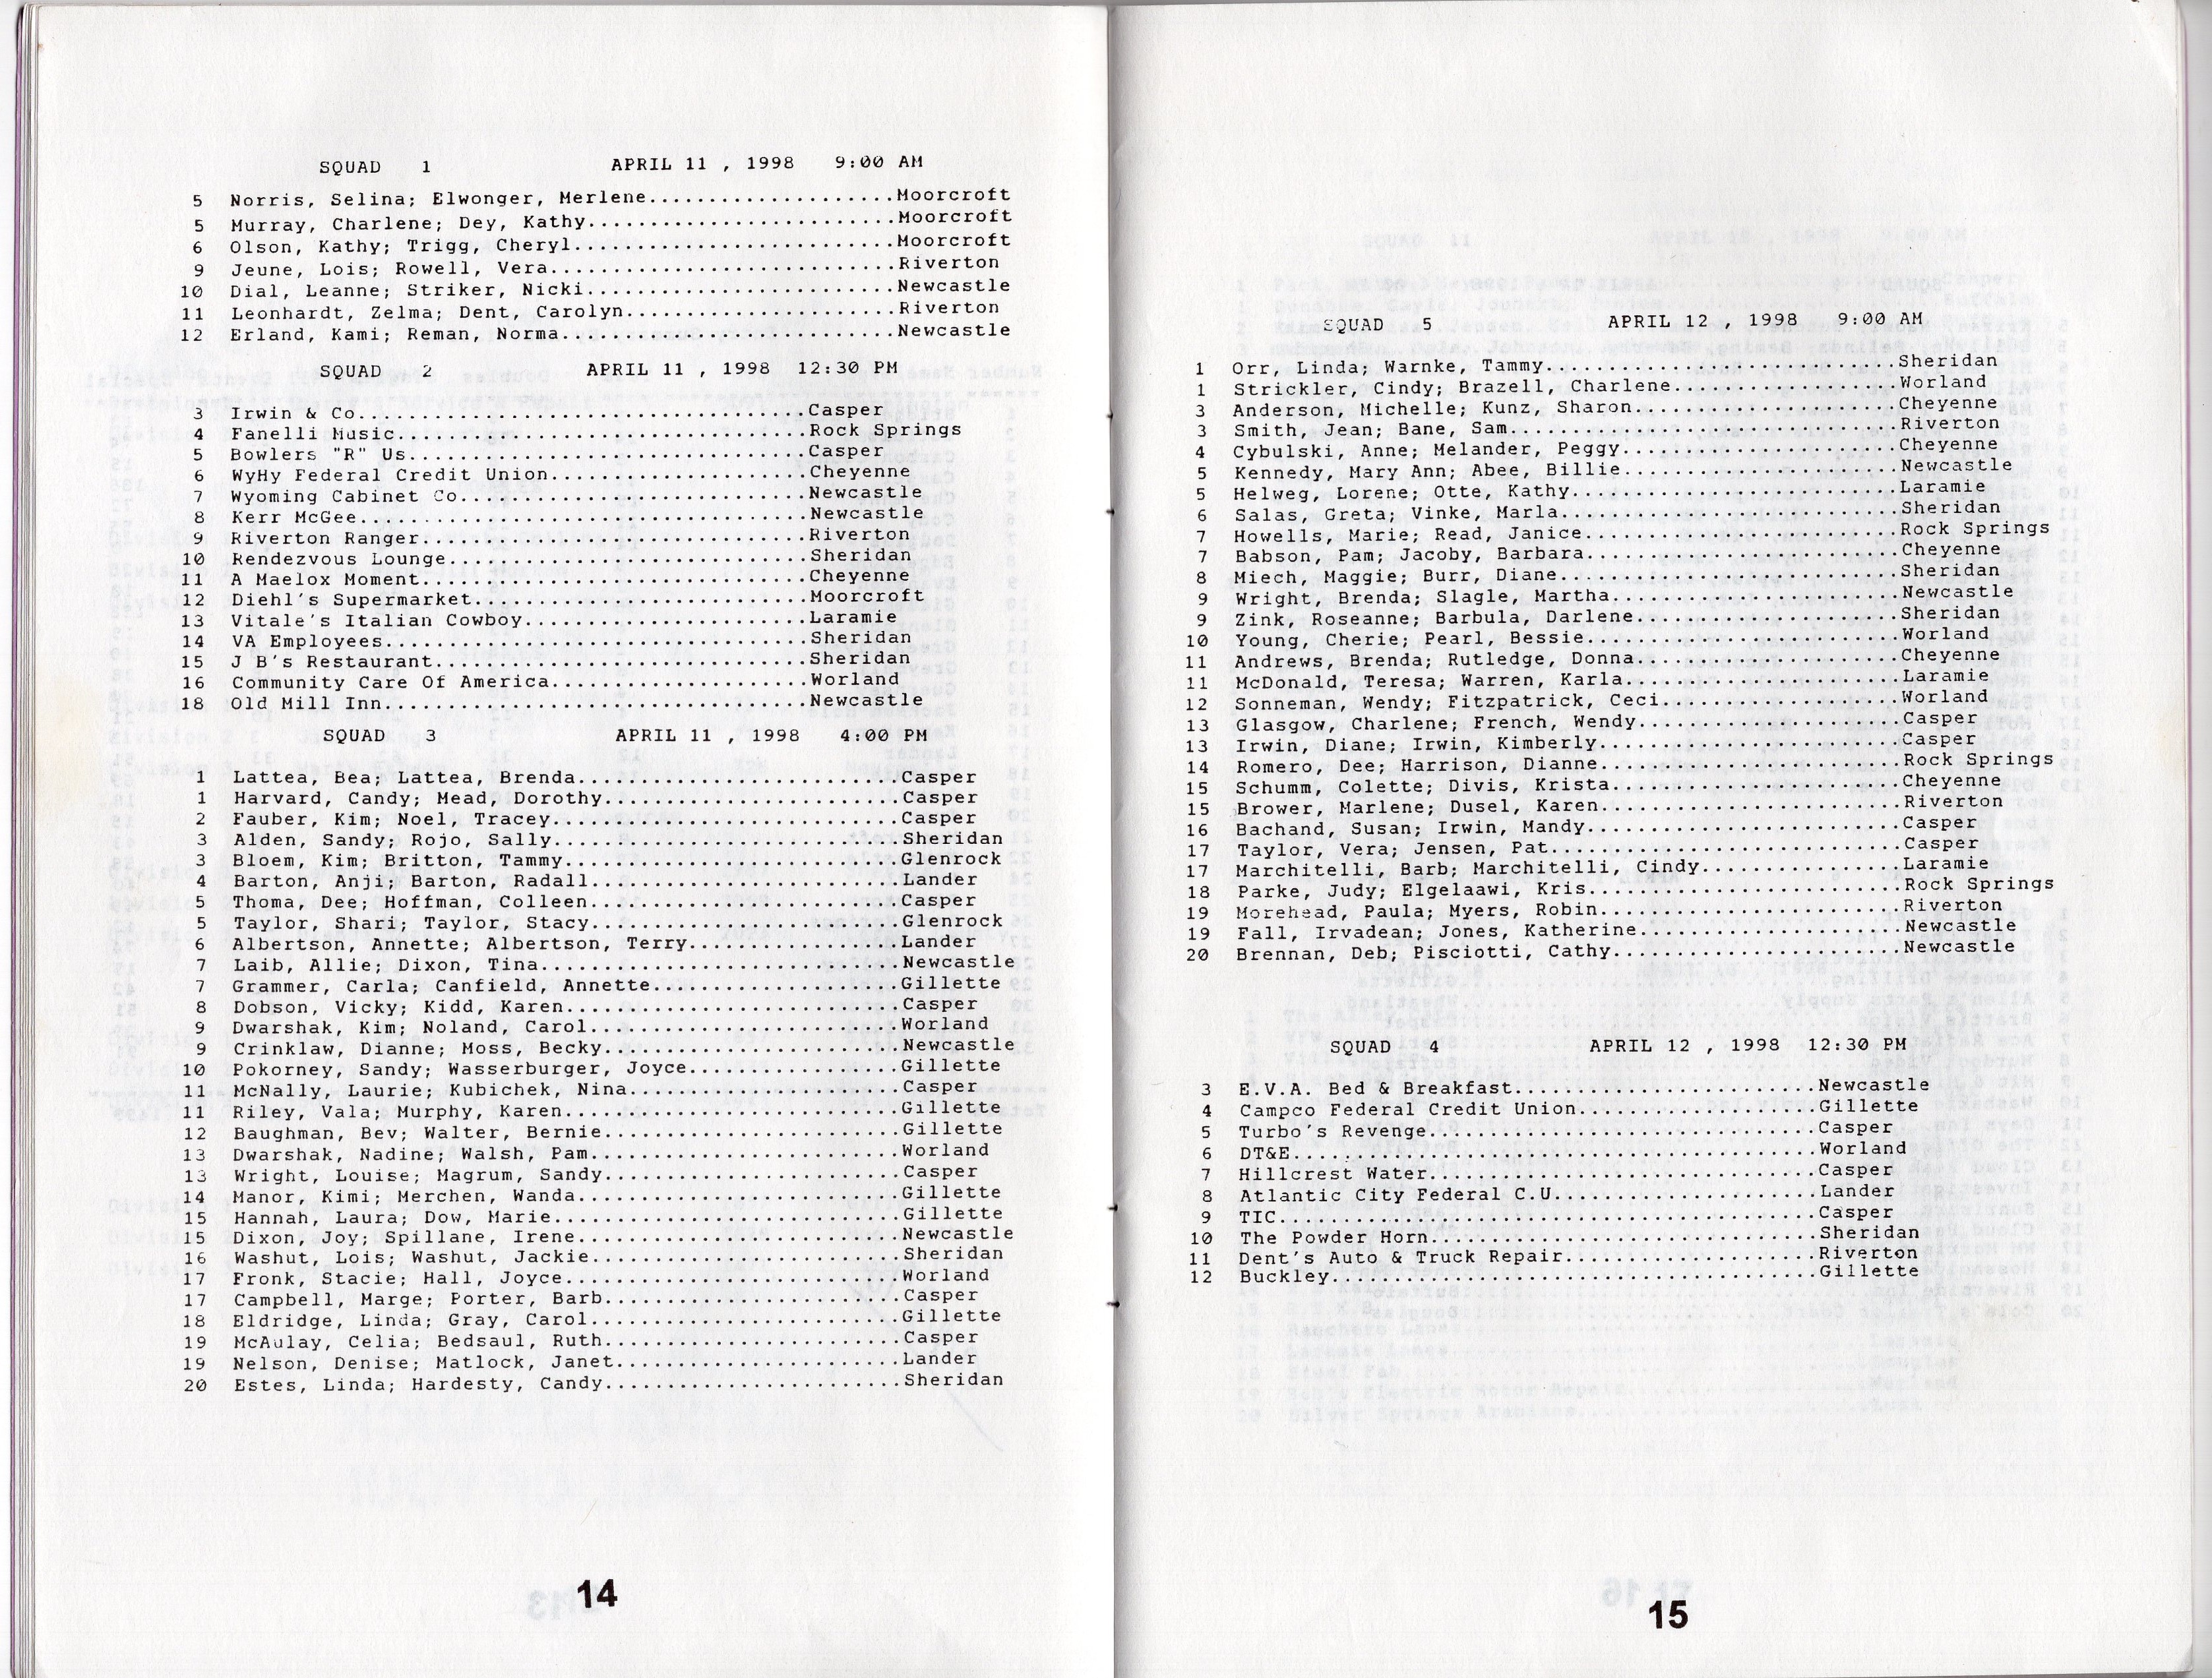 SQUAD 1 APRIL 11 , 1998 9:00 AM
5 Norris, Selina; Elwonger, Merlene....................Moorcroft
5 Murray, Charlene; Dey, Kathy.........................Moorcroft
6 Olson, Kathy; Trigg, Cheryl..........................Moorcroft
9 Jeune, Lois; Rowell, Vera............................Riverton
10 Dial, Leanne; Striker, Nicki.........................Newcastle
11 Leonhardt, Zelma; Dent, Carolyn......................Riverton
12 Erland, Kami; Reman, Norma...........................Newcastle
SQUAD 2 APRIL 11 , 1998 12:30 PM
3 Irwin & Co.....................................Casper
4 Fanelli Music..................................Rock Springs
5 Bowlers "R" Us.................................Casper
6 WyHy Federal Credit Union.....................Cheyenne
7 Wyoming Cabinet Co.............................Newcastle
8 Kerr McGee.....................................Newcastle
9 Riverton Ranger................................Riverton
10 Rendezvous Lounge..............................Sheridan
11 A Maelox Moment................................Cheyenne
12 Diehl's Supermarket............................Moorcroft
13 Vitale's Italian Cowboy........................Laramie
14 VA Employees...................................Sheridan
15 J B's Restaurant...............................Sheridan
16 Community Care Of America.....................Worland
18 Old Mill Inn...................................Newcastle
SQUAD 3 APRIL 11 , 1998 4:00 PM
1 Lattea, Bea; Lattea, Brenda..........................Casper
1 Harvard, Candy; Mead, Dorothy........................Casper
2 Fauber, Kim; Noel, Tracey............................Casper
3 Alden, Sandy; Rojo, Sally............................Sheridan
3 Bloem, Kim; Britton, Tammy...........................Glenrock
4 Barton, Anji; Barton, Radall.........................Lander
5 Thoma, Dee; Hoffman, Colleen.........................Casper
5 Taylor, Shari; Taylor, Stacy.........................Glenrock
6 Albertson, Annette; Albertson, Terry.................Lander
7 Laib, Allie; Dixon, Tina.............................Newcastle
7 Grammer, Carla; Canfield, Annette....................Gillette
8 Dobson, Vicky; Kidd, Karen...........................Casper
9 Dwarshak, Kim; Noland, Carol.........................Worland
9 Crinklaw, Dianne; Moss, Becky........................Newcastle
10 Pokorney, Sandy; Wasserburger, Joyce.................Gillette
11 McNally, Laurie; Kubichek, Nina......................Casper
11 Riley, Vala; Murphy, Karen...........................Gillette
12 Baughman, Bev; Walter, Bernie........................Gillette
13 Dwarshak, Nadine; Walsh, Pam.........................Worland
13 Wright, Louise; Magrum, Sandy........................Casper
14 Manor, Kimi; Merchen, Wanda..........................Gillette
15 Hannah, Laura; Dow, Marie............................Gillette
15 Dixon, Joy; Spillane, Irene..........................Newcastle
16 Washut, Lois; Washut, Jackie.........................Sheridan
17 Fronk, Stacie; Hall, Joyce...........................Worland
17 Campbell, Marge; Porter, Barb........................Casper
18 Eldridge, Linda; Gray, Carol.........................Gillette
19 McAulay, Celia; Bedsaul, Ruth........................Casper
19 Nelson, Denise; Matlock, Janet.......................Lander
20 Estes, Linda; Hardesty, Candy........................Sheridan
14
SQUAD 5 APRIL 12 , 1998 9:00 AM
1 Orr, Linda; Warnke, Tammy............................Sheridan
1 Strickler, Cindy; Brazell, Charlene..................Worland
3 Anderson, Michelle; Kunz, Sharon.....................Cheyenne
3 Smith, Jean; Bane, Sam...............................Riverton
4 Cybulski, Anne; Melander, Peggy......................Cheyenne
5 Kennedy, Mary Ann; Abee, Billie......................Newcastle
5 Helweg, Lorene; Otte, Kathy..........................Laramie
6 Salas, Greta; Vinke, Marla...........................Sheridan
7 Howells, Marie; Read, Janice.........................Rock Springs
7 Babson, Pam; Jacoby, Barbara.........................Cheyenne
8 Miech, Maggie; Burr, Diane...........................Sheridan
9 Wright, Brenda; Slagle, Martha.......................Newcastle
9 Zink, Roseanne; Barbula, Darlene.....................Sheridan
10 Young, Cherie; Pearl, Bessie.........................Worland
11 Andrews, Brenda; Rutledge, Donna.....................Cheyenne
11 McDonald, Teresa; Warren, Karla......................Laramie
12 Sonneman, Wendy; Fitzpatrick, Ceci...................Worland
13 Glasgow, Charlene; French, Wendy.....................Casper
13 Irwin, Diane; Irwin, Kimberly........................Casper
14 Romero, Dee; Harrison, Dianne........................Rock Springs
15 Schumm, Colette; Divis, Krista.......................Cheyenne
15 Brower, Marlene; Dusel, Karen........................Riverton
16 Bachand, Susan; Irwin, Mandy.........................Casper
17 Taylor, Vera; Jensen, Pat............................Casper
17 Marchitelli, Barb; Marchitelli, Cindy................Laramie
18 Parke, Judy; Elgelaawi, Kris.........................Rock Springs
19 Morehead, Paula; Myers, Robin........................Riverton
19 Fall, Irvadean; Jones, Katherine.....................Newcastle
20 Brennan, Deb; Pisciotti, Cathy.......................Newcastle
SQUAD 4 APRIL 12 , 1998 12:30 PM
3 E.V.A. Bed & Breakfast.........................Newcastle
4 Campco Federal Credit Union....................Gillette
5 Turbo's Revenge................................Casper
6 DT&E...........................................Worland
7 Hillcrest Water................................Casper
8 Atlantic City Federal C.U......................Lander
9 TIC............................................Casper
10 The Powder Horn................................Sheridan
11 Dent's Auto & Truck Repair.....................Riverton
12 Buckley........................................Gillette
15